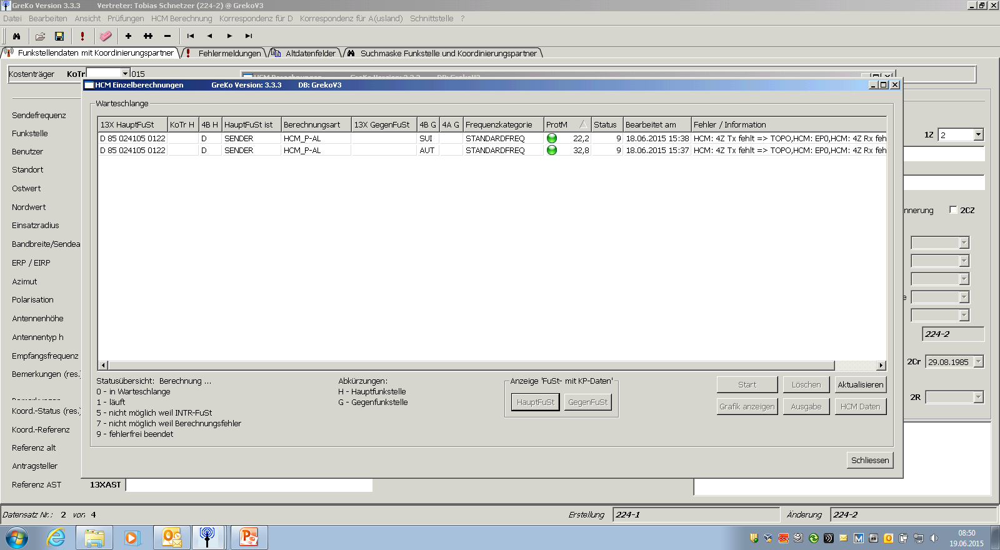 GreKo Version 3.3.3 Vertreter: Tobias Schnetzer (224-2) @ GrekoV3
Datei Bearbeiten Ansicht Prüfungen HCM Berechnung Korrespondenz für D Korrespondenz für A(usland) Schnittstelle ?
Funkstellendaten mit Koordinierungspartner Fehlermeldungen Altdatenfelder Suchmaske Funkstelle und Koordinierungspartner
Kostenträger KoTr 015
HCM Einzelberechnungen GreKo Version: 3.3.3 DB: GrekoV3
Warteschlange
13X HauptFuSt KoTr H 4B H HauptFuSt ist Berechnungsart 13X GegenFuSt 4B G 4A G Frequenzkategorie ProtM Status Bearbeitet am Fehler / Information
D 85 024105 0122 D SENDER HCM_P-AL SUI STANDARDFREQ 22,2 9 18.06.2015 15:38 HCM: 4Z Tx fehlt => TOPO,HCM: EP0,HCM: 4Z Rx feh
D 85 024105 0122 D SENDER HCM_P-AL AUT STANDARDFREQ 32,8 9 18.06.2015 15:37 HCM: 4Z Tx fehlt => TOPO,HCM: EP0,HCM: 4Z Rx feh
Sendefrequenz
Funkstelle
1Z 2
Benutzer
Standort
Ostwert
Nordwert
nnerung 2CZ
Einsatzradius
Bandbreite/Sendea
ERP / EIRP
Azimut
Polarisation
e
Antennenhöhe
Antennentyp h
224-2
Empfangsfrequenz
2Cr 29.08.1985
Bemerkungen (res.)
Koord.-Status (res.)
2R
Koord.-Referenz
Referenz alt
Antragsteller
Referenz AST 13XAST
Statusübersicht: Berechnung ...
0 - in Warteschlange
1 - läuft
5 - nicht möglich weil INTR-FuSt
7 - nicht möglich weil Berechnungsfehler
9 - fehlerfrei beendet
Abkürzungen:
H - Hauptfunkstelle
G - Gegenfunkstelle
Anzeige 'FuSt- mit KP-Daten'
HauptFuSt GegenFuSt
Start Löschen Aktualisieren
Grafik anzeigen Ausgabe HCM Daten
Schliessen
Datensatz Nr.: 2 von 4 Erstellung 224-1 Änderung 224-2
08:50
19.06.2015